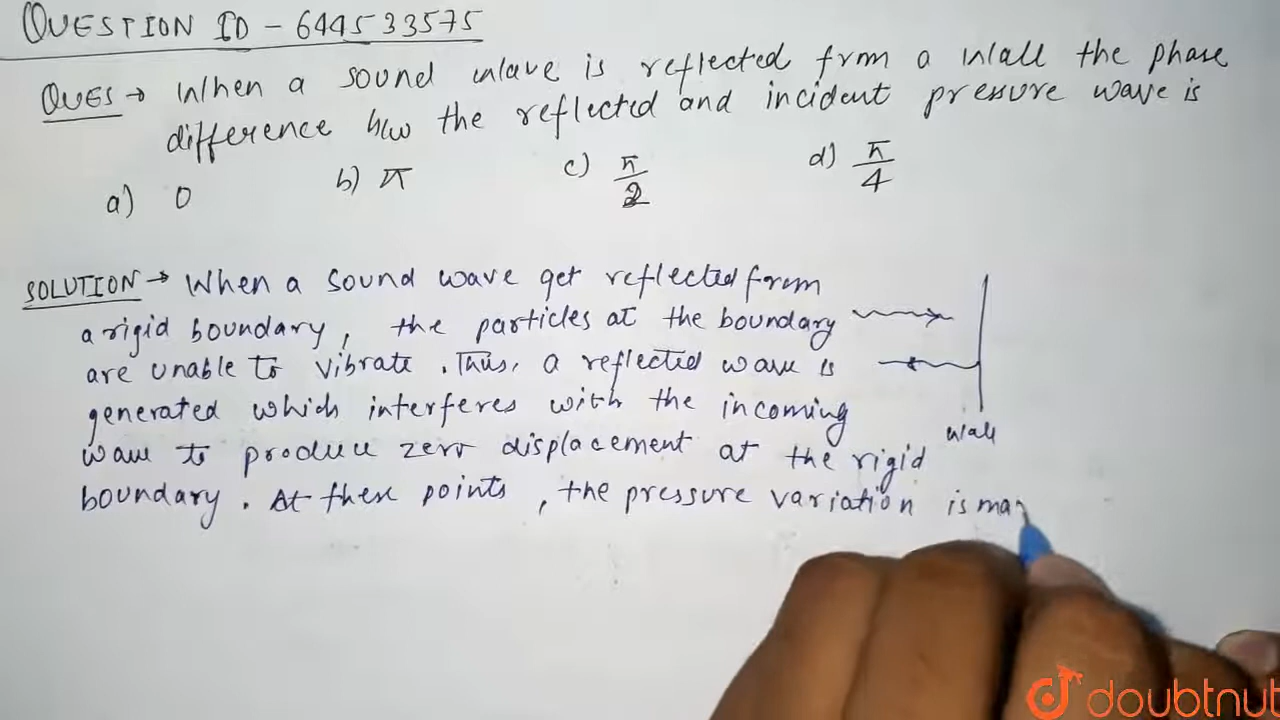 QUESTION ID - 644533575
QUES → When a sound wave is reflected frm a wall the phase
difference b/w the reflected and incident pressure wave is
a) 0 b) π c) π/2 d) π/4
SOLUTION → When a sound wave get reflected from
a rigid boundary, the particles at the boundary
are unable to vibrate. Thus, a reflected wave is
generated which interferes with the incoming
wave to produce zero displacement at the rigid
boundary. At these points, the pressure variation is max
wall
doubtnut